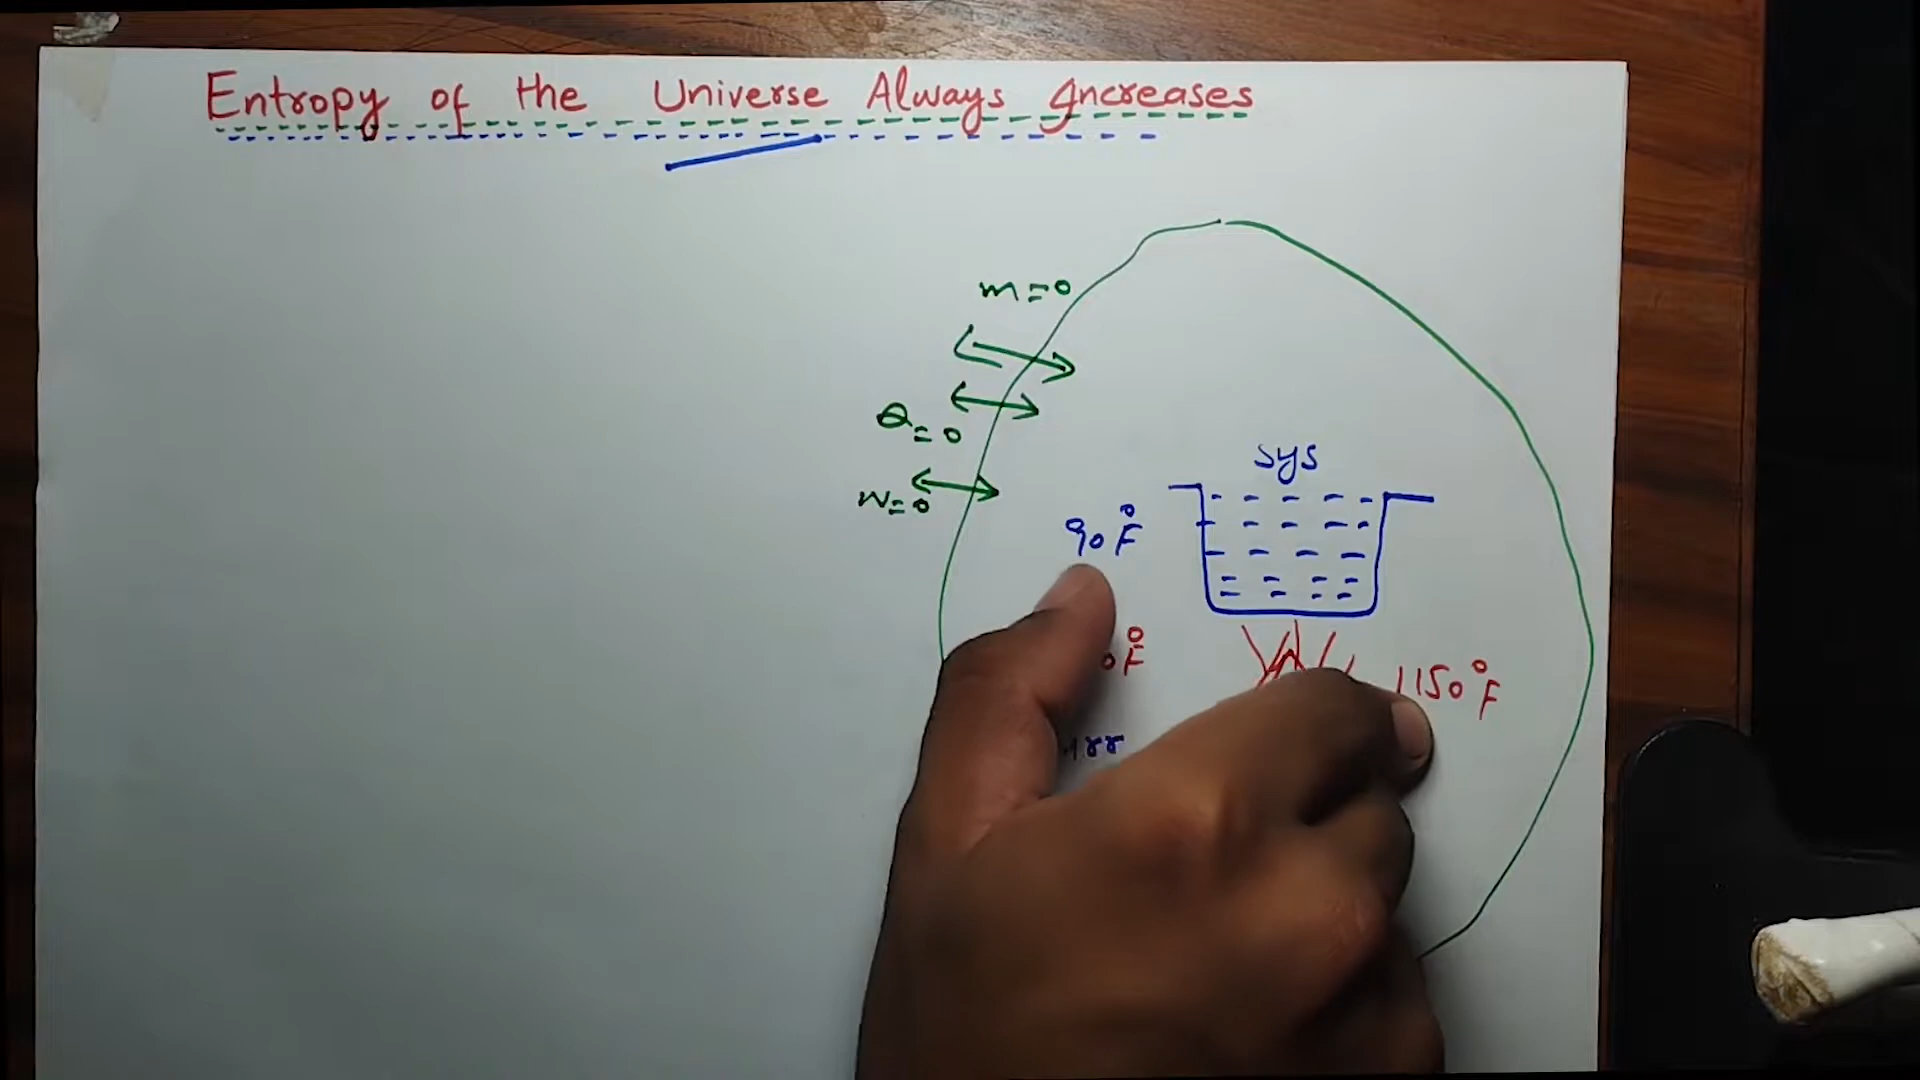 Entropy of the Universe Always Increases
m=0
Q=0
W=0
sys
90°F
1150°F